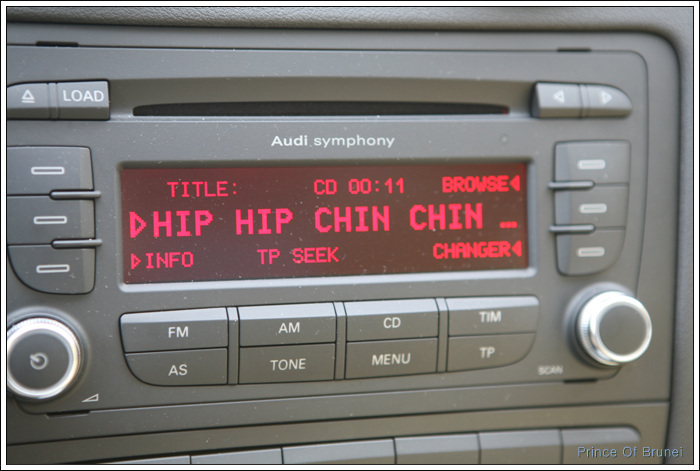 LOAD
Audi symphony
TITLE: CD 00:11 BROWSE
HIP HIP CHIN CHIN ...
INFO TP SEEK CHANGER
FM AM CD TIM
AS TONE MENU TP
SCAN
Prince Of Brunei